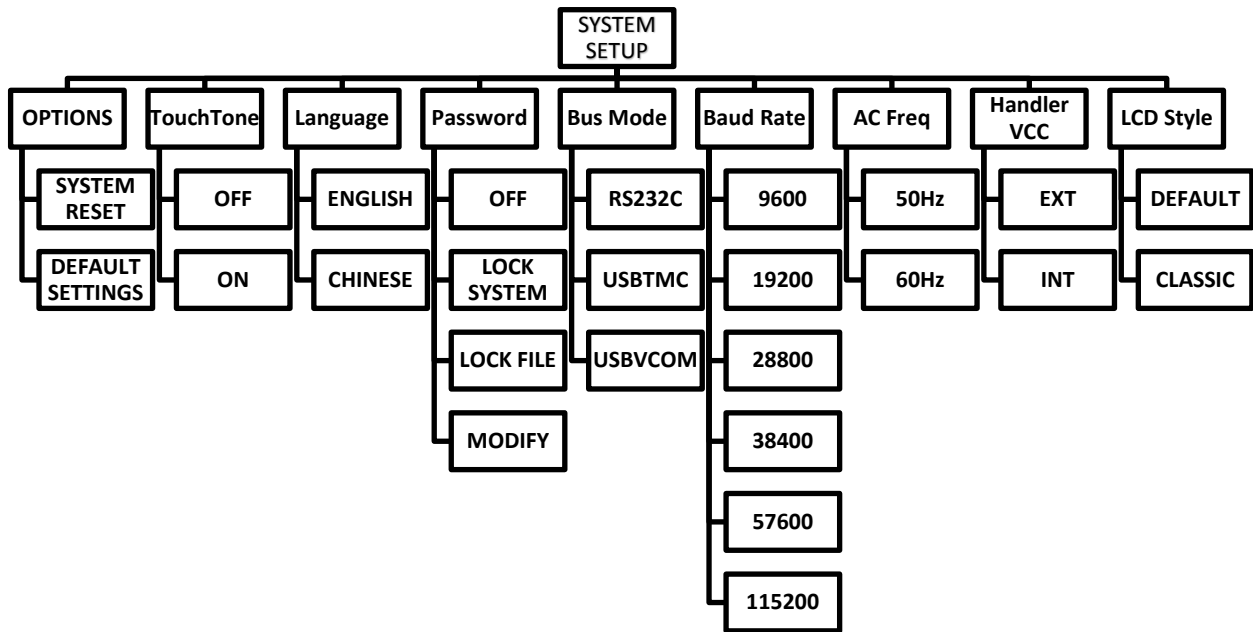 SYSTEM
SETUP
OPTIONS
TouchTone
Language
Password
Bus Mode
Baud Rate
AC Freq
Handler
VCC
LCD Style
SYSTEM
RESET
OFF
ENGLISH
OFF
RS232C
9600
50Hz
EXT
DEFAULT
DEFAULT
SETTINGS
ON
CHINESE
LOCK
SYSTEM
USBTMC
19200
60Hz
INT
CLASSIC
LOCK FILE
USBVCOM
28800
MODIFY
38400
57600
115200